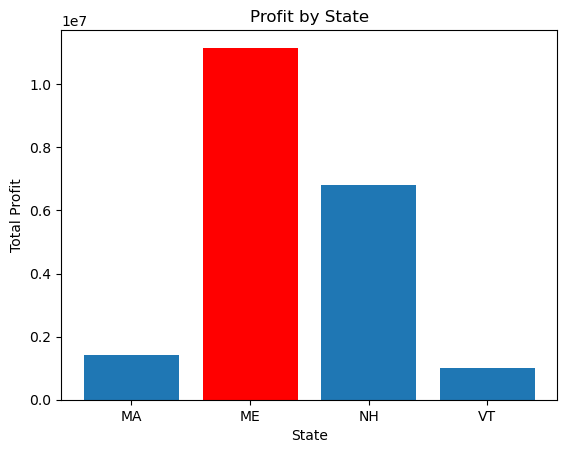 Profit by State
1e7
1.0
0.8
0.6
0.4
0.2
0.0
Total Profit
MA ME NH VT
State